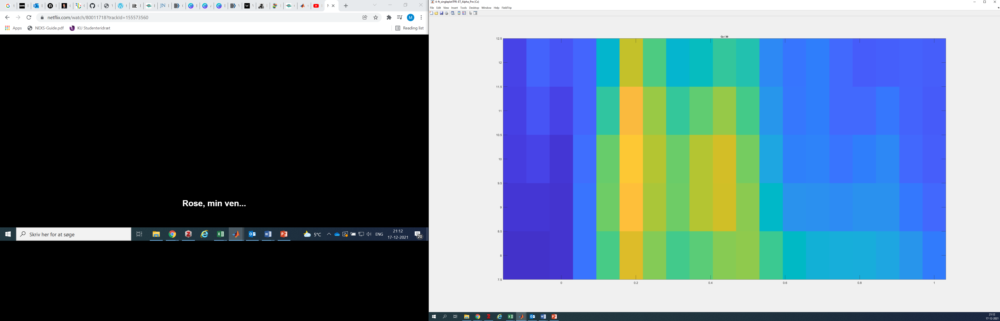 netflix.com/watch/80011718?trackId=155573560
Apps
NEXS-Guide.pdf
KU Studenteridræt
Reading list
Rose, min ven...
Skriv her for at søge
5°C
ENG
21:12
17-12-2021
20
4: ft_singleplotTFR: ET_Alpha_Pre (Cz)
File Edit View Insert Tools Desktop Window Help FieldTrip
Cz / 30
12.5
12
11.5
11
10.5
10
9.5
9
8.5
8
7.5
0 0.2 0.4 0.6 0.8 1
21:12
17-12-2021